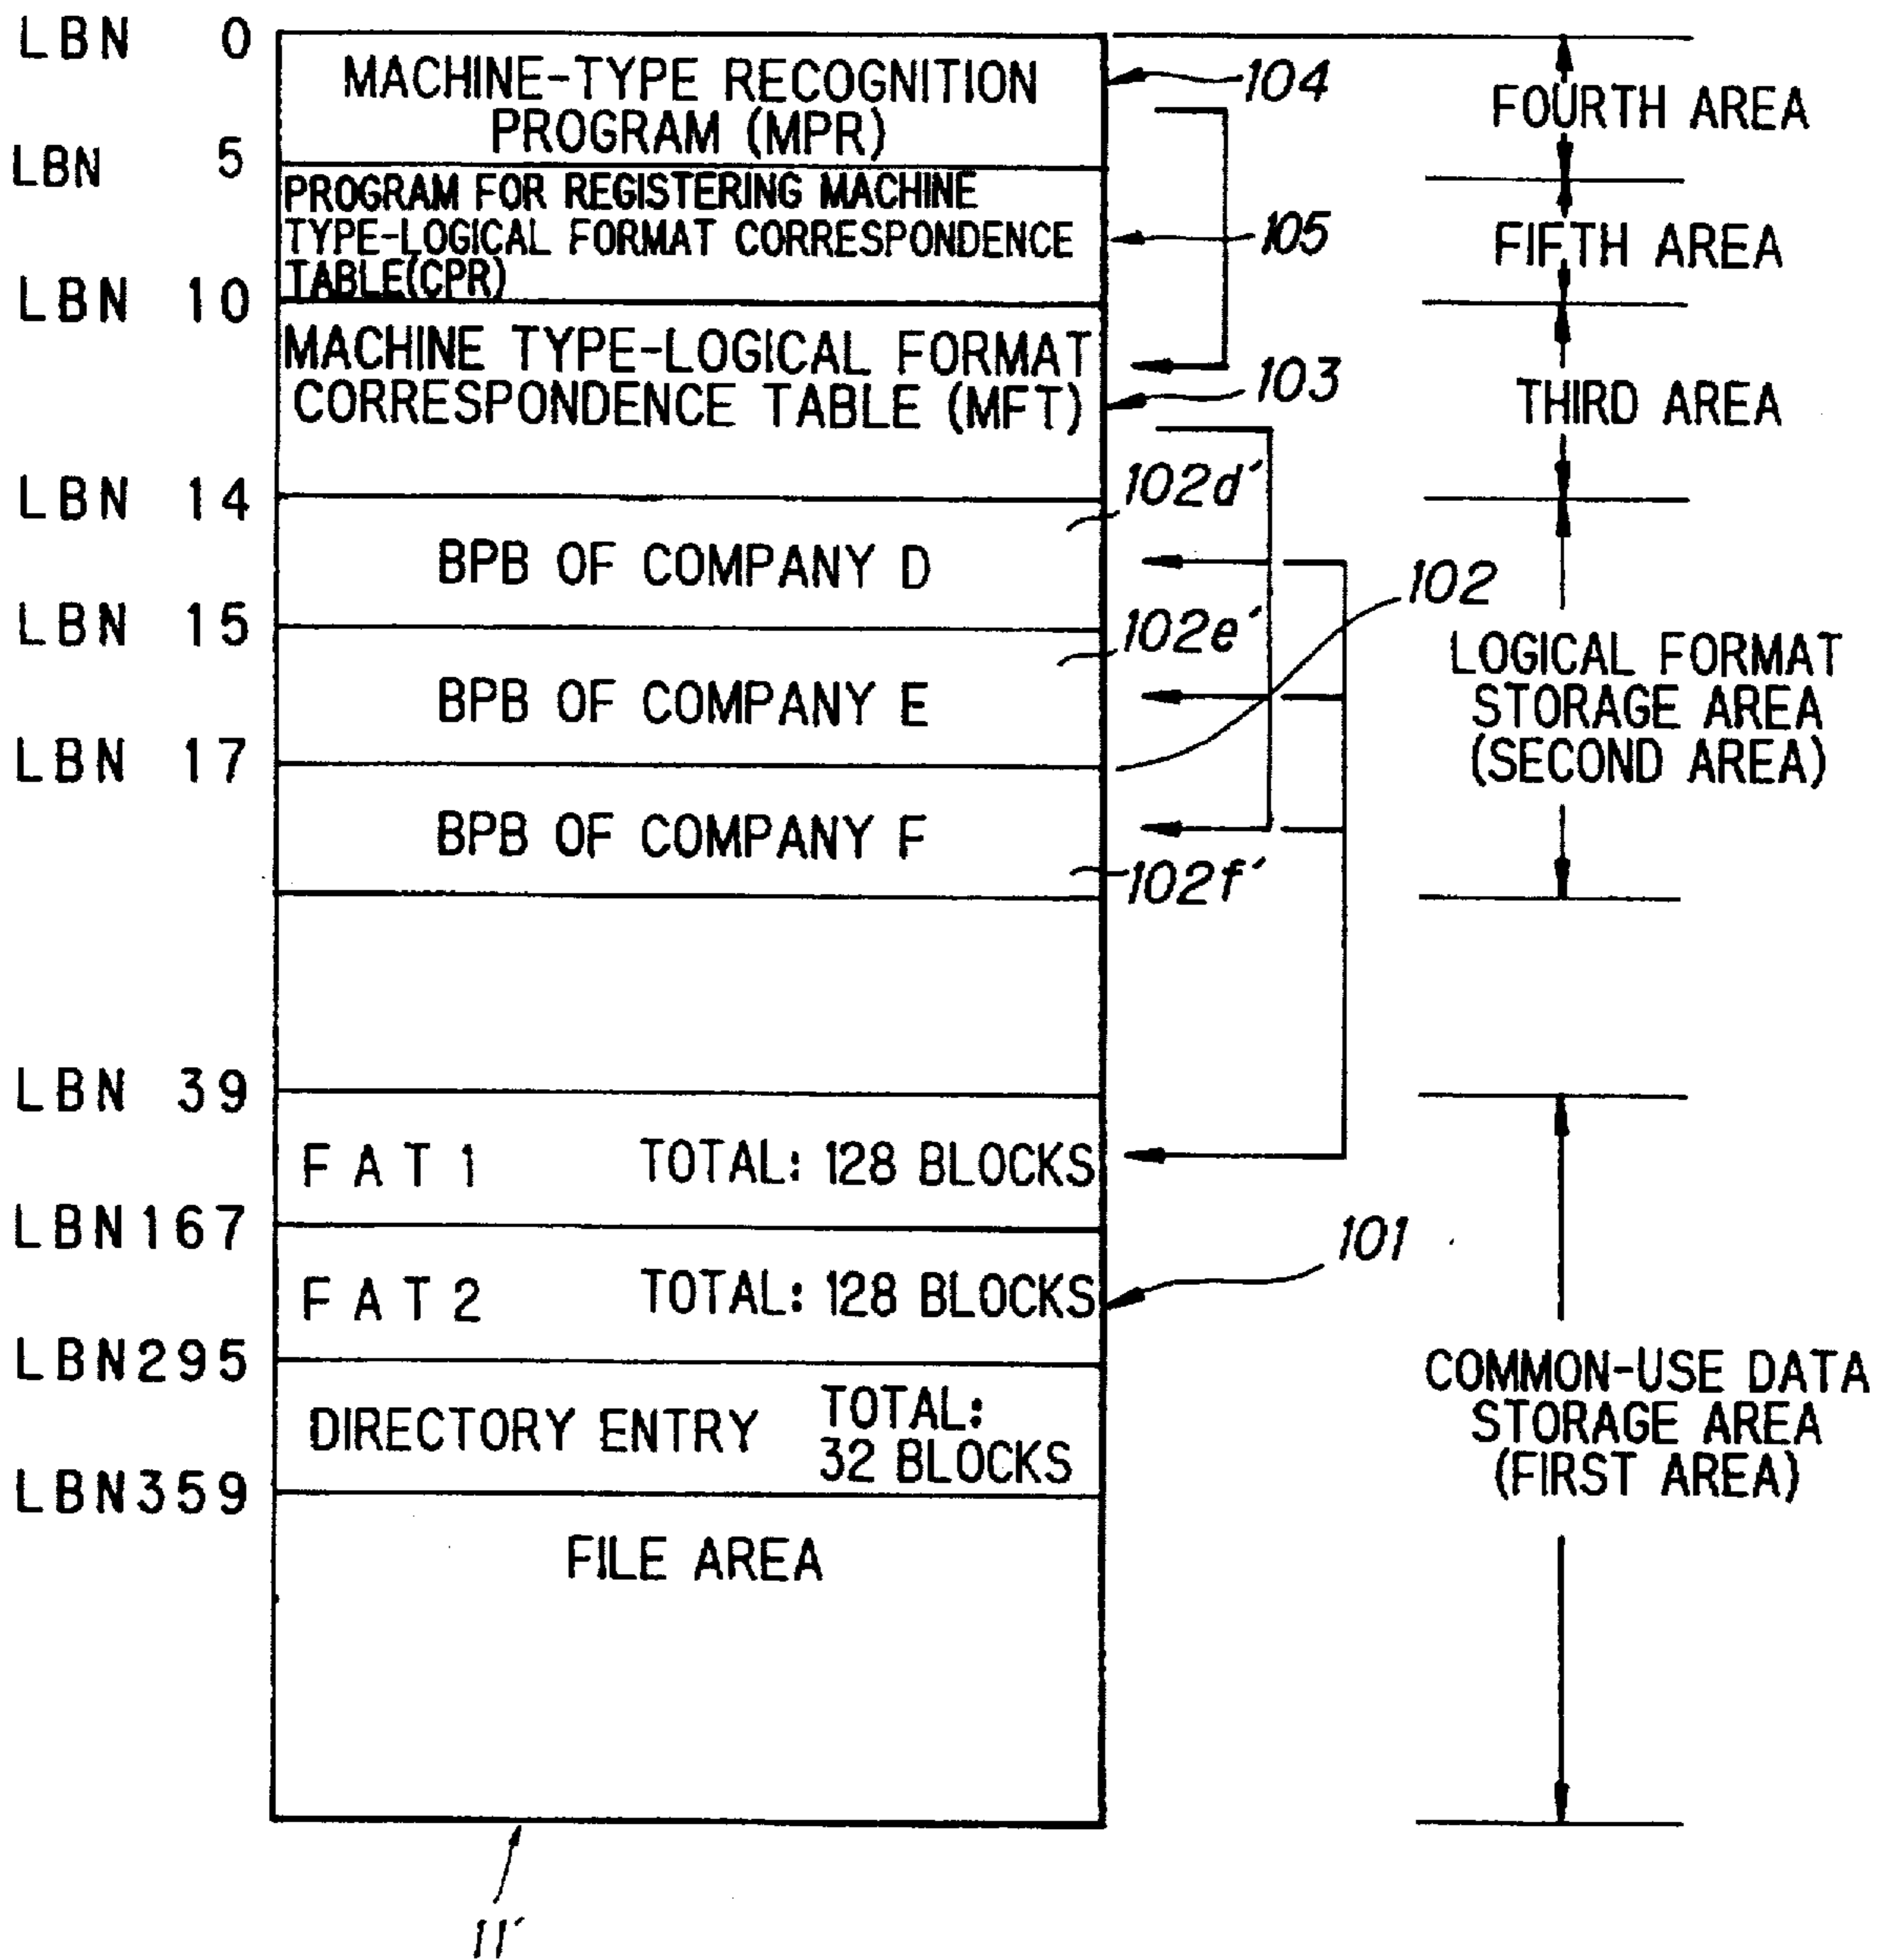 LBN 0
MACHINE-TYPE RECOGNITION
PROGRAM (MPR)
104
FOURTH AREA
LBN 5
PROGRAM FOR REGISTERING MACHINE
TYPE-LOGICAL FORMAT CORRESPONDENCE
TABLE(CPR)
105
FIFTH AREA
LBN 10
MACHINE TYPE-LOGICAL FORMAT
CORRESPONDENCE TABLE (MFT)
103
THIRD AREA
LBN 14
102d'
BPB OF COMPANY D
102
LBN 15
102e'
BPB OF COMPANY E
LOGICAL FORMAT
STORAGE AREA
(SECOND AREA)
LBN 17
BPB OF COMPANY F
102f'
LBN 39
FAT1 TOTAL: 128 BLOCKS
LBN167
101
FAT2 TOTAL: 128 BLOCKS
LBN295
DIRECTORY ENTRY TOTAL:
32 BLOCKS
COMMON-USE DATA
STORAGE AREA
(FIRST AREA)
LBN359
FILE AREA
11'